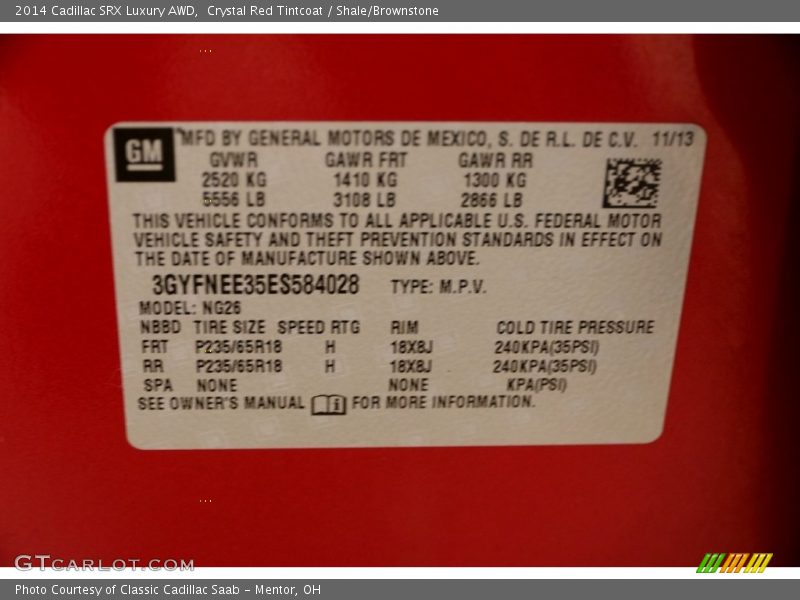 2014 Cadillac SRX Luxury AWD, Crystal Red Tintcoat / Shale/Brownstone
GM MFD BY GENERAL MOTORS DE MEXICO, S. DE R.L. DE C.V. 11/13
GVWR GAWR FRT GAWR RR
2520 KG 1410 KG 1300 KG
5556 LB 3108 LB 2866 LB
THIS VEHICLE CONFORMS TO ALL APPLICABLE U.S. FEDERAL MOTOR
VEHICLE SAFETY AND THEFT PREVENTION STANDARDS IN EFFECT ON
THE DATE OF MANUFACTURE SHOWN ABOVE.
3GYFNEE35ES584028 TYPE: M.P.V.
MODEL: NG26
NBBD TIRE SIZE SPEED RTG RIM COLD TIRE PRESSURE
FRT P235/65R18 H 18X8J 240KPA(35PSI)
RR P235/65R18 H 18X8J 240KPA(35PSI)
SPA NONE NONE KPA(PSI)
SEE OWNER'S MANUAL i FOR MORE INFORMATION.
GTCARLOT.COM
Photo Courtesy of Classic Cadillac Saab - Mentor, OH